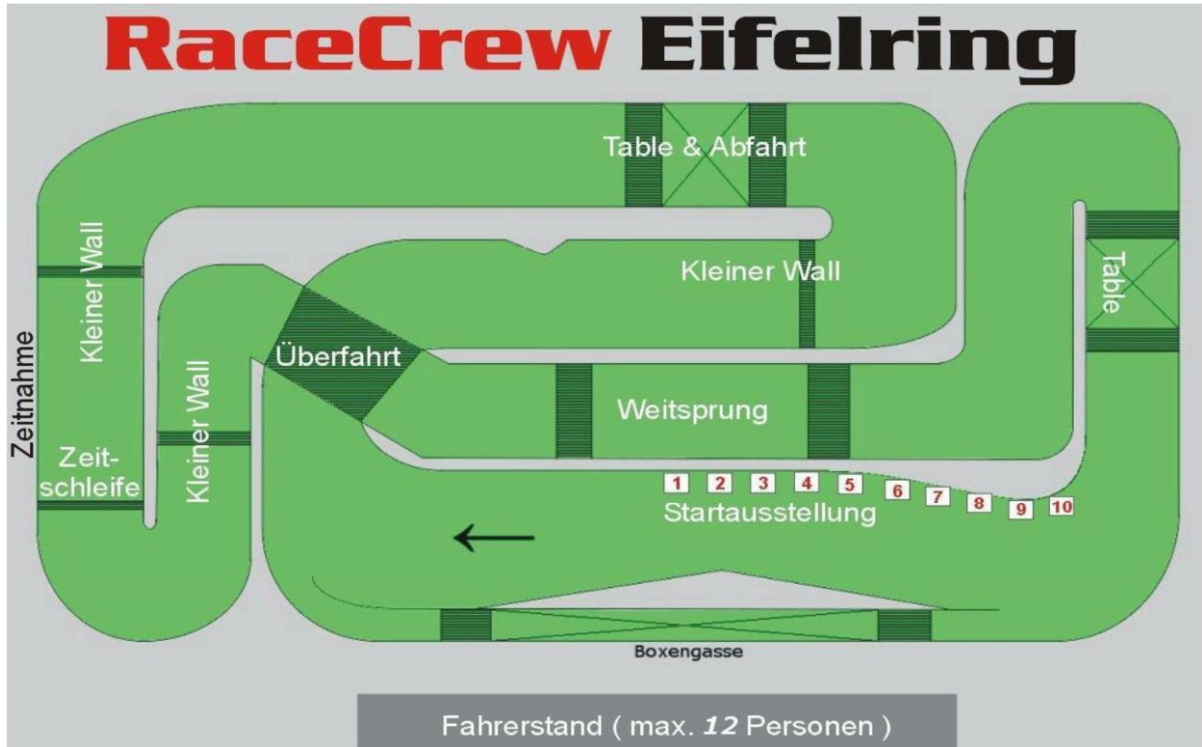 RaceCrew Eifelring
Table & Abfahrt
Kleiner Wall
Kleiner Wall
Table
Zeitnahme
Überfahrt
Kleiner Wall
Weitsprung
Zeit-
schleife
1 2 3 4 5 6 7 8 9 10
Startausstellung
Boxengasse
Fahrerstand ( max. 12 Personen )